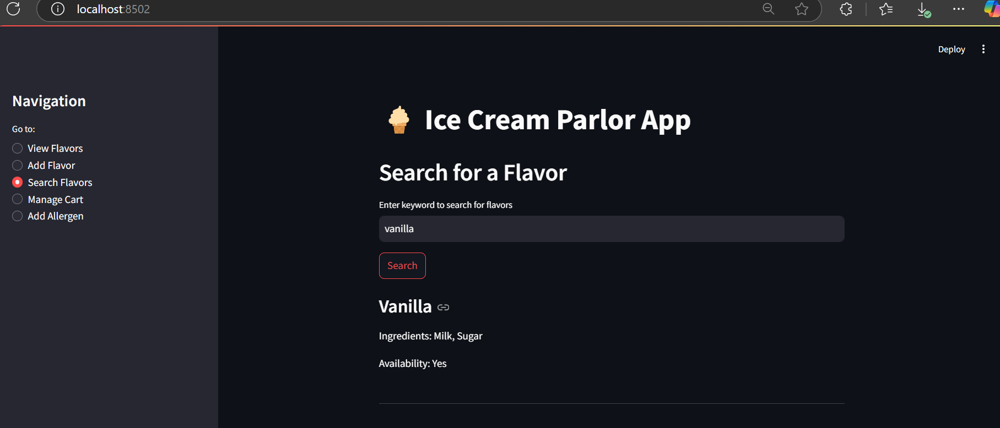 localhost:8502
Deploy
Navigation
Go to:
View Flavors
Add Flavor
Search Flavors
Manage Cart
Add Allergen
Ice Cream Parlor App
Search for a Flavor
Enter keyword to search for flavors
vanilla
Search
Vanilla
Ingredients: Milk, Sugar
Availability: Yes